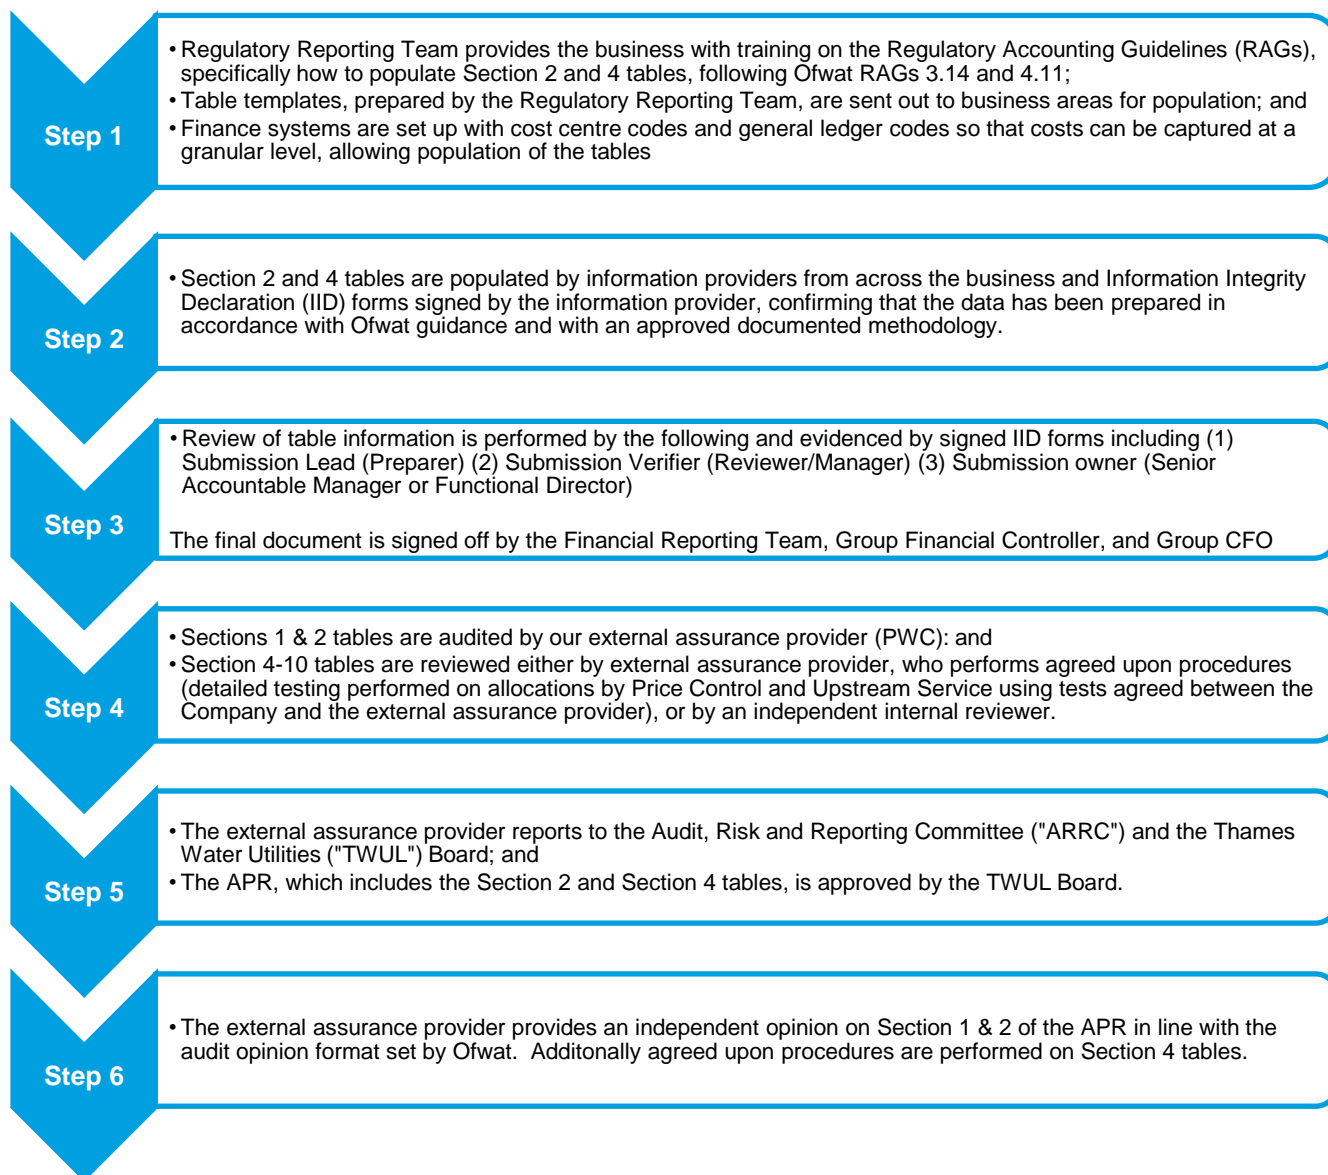 Step 1
• Regulatory Reporting Team provides the business with training on the Regulatory Accounting Guidelines (RAGs),
specifically how to populate Section 2 and 4 tables, following Ofwat RAGs 3.14 and 4.11;
• Table templates, prepared by the Regulatory Reporting Team, are sent out to business areas for population; and
• Finance systems are set up with cost centre codes and general ledger codes so that costs can be captured at a
granular level, allowing population of the tables
Step 2
• Section 2 and 4 tables are populated by information providers from across the business and Information Integrity
Declaration (IID) forms signed by the information provider, confirming that the data has been prepared in
accordance with Ofwat guidance and with an approved documented methodology.
Step 3
• Review of table information is performed by the following and evidenced by signed IID forms including (1)
Submission Lead (Preparer) (2) Submission Verifier (Reviewer/Manager) (3) Submission owner (Senior
Accountable Manager or Functional Director)
The final document is signed off by the Financial Reporting Team, Group Financial Controller, and Group CFO
Step 4
• Sections 1 & 2 tables are audited by our external assurance provider (PWC): and
• Section 4-10 tables are reviewed either by external assurance provider, who performs agreed upon procedures
(detailed testing performed on allocations by Price Control and Upstream Service using tests agreed between the
Company and the external assurance provider), or by an independent internal reviewer.
Step 5
• The external assurance provider reports to the Audit, Risk and Reporting Committee ("ARRC") and the Thames
Water Utilities ("TWUL") Board; and
• The APR, which includes the Section 2 and Section 4 tables, is approved by the TWUL Board.
Step 6
• The external assurance provider provides an independent opinion on Section 1 & 2 of the APR in line with the
audit opinion format set by Ofwat.  Additonally agreed upon procedures are performed on Section 4 tables.